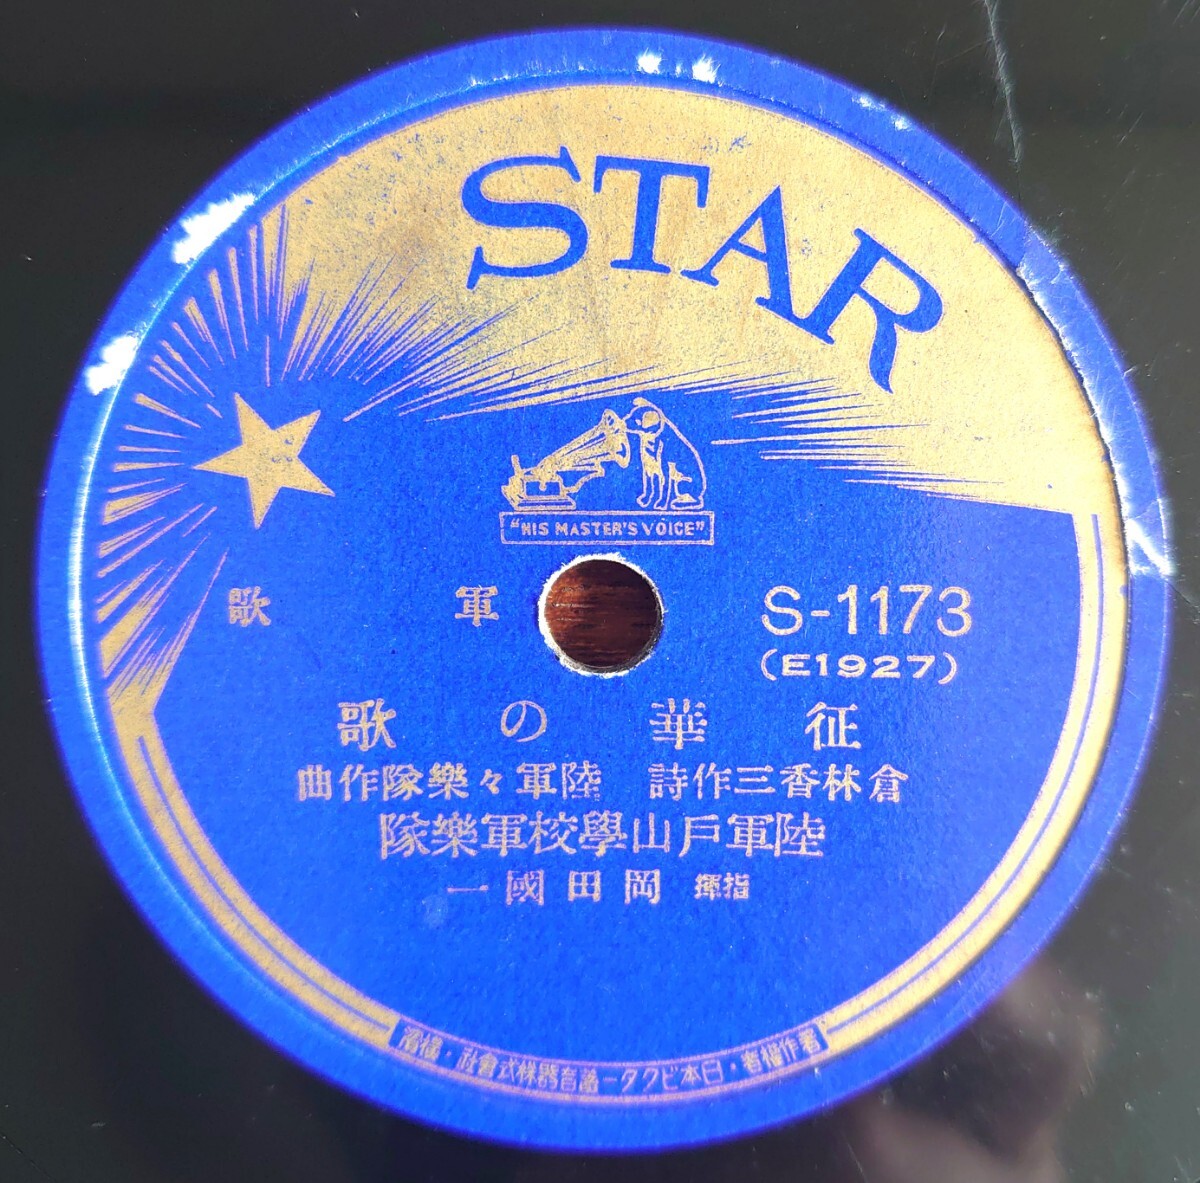 STAR
"HIS MASTER'S VOICE"
軍歌
S-1173
(E1927)
征華の歌
倉林香三作詩 陸軍々樂隊作曲
陸軍戸山學校軍樂隊
指揮 岡田國一
著作權者・日本ビクター蓄音器株式會社・橫濱